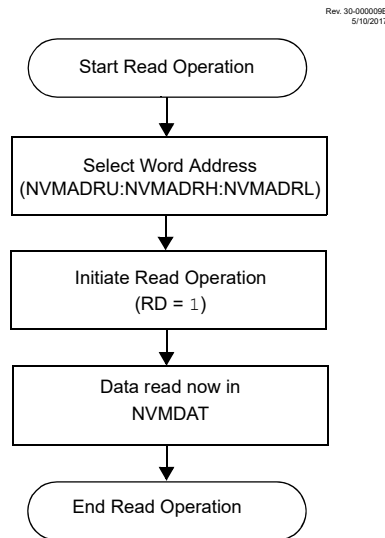 Rev. 30-000009B
5/10/2017
Start Read Operation
Select Word Address
(NVMADRU:NVMADRH:NVMADRL)
Initiate Read Operation
(RD = 1)
Data read now in
NVMDAT
End Read Operation